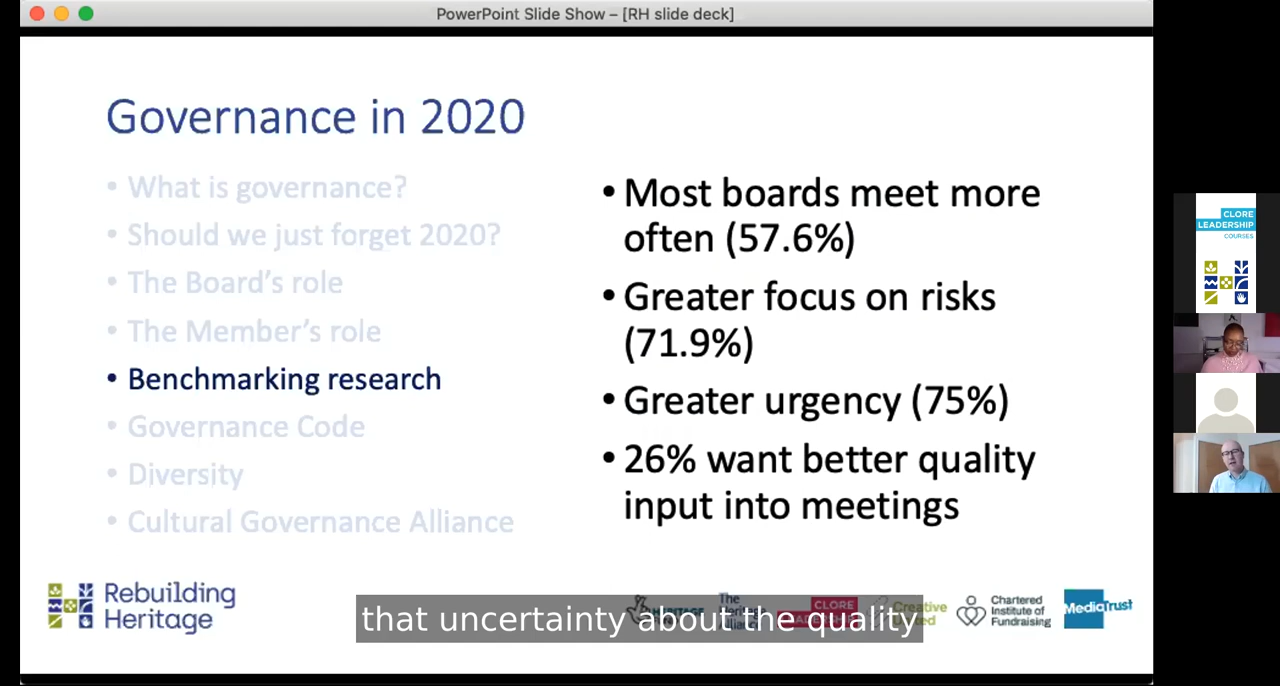 PowerPoint Slide Show – [RH slide deck]
Governance in 2020
• What is governance?
• Should we just forget 2020?
• The Board's role
• The Member's role
• Benchmarking research
• Governance Code
• Diversity
• Cultural Governance Alliance
• Most boards meet more
often (57.6%)
• Greater focus on risks
(71.9%)
• Greater urgency (75%)
• 26% want better quality
input into meetings
Rebuilding
Heritage
that uncertainty about the quality
Chartered
Institute of
Fundraising
MediaTrust
CLORE
LEADERSHIP
COURSES